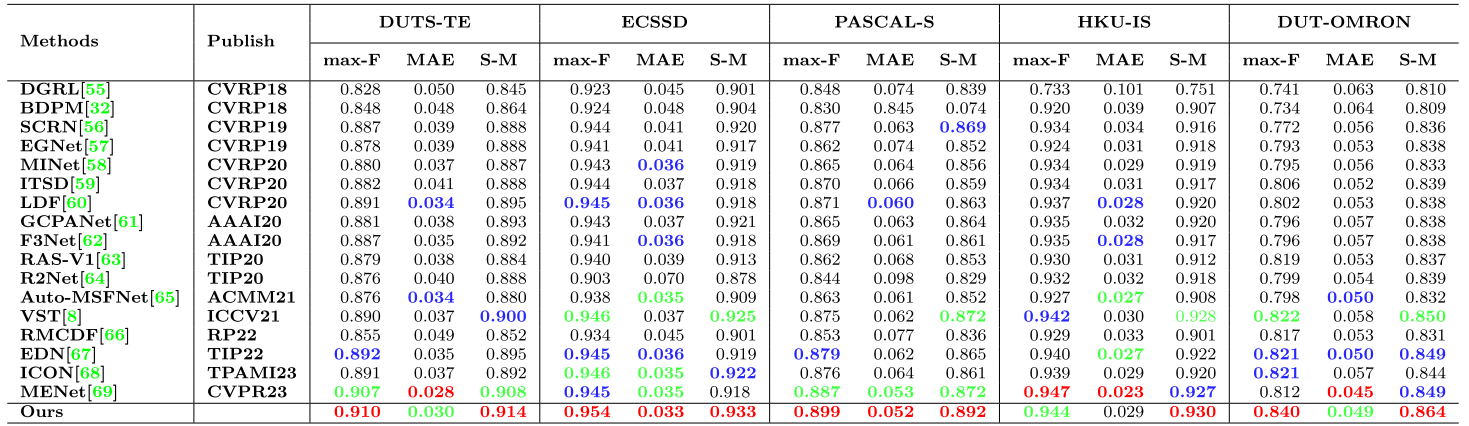 DUTS-TE ECSSD PASCAL-S HKU-IS DUT-OMRON
Methods Publish
max-F MAE S-M max-F MAE S-M max-F MAE S-M max-F MAE S-M max-F MAE S-M
DGRL[55] CVRP18 0.828 0.050 0.845 0.923 0.045 0.901 0.848 0.074 0.839 0.733 0.101 0.751 0.741 0.063 0.810
BDPM[32] CVRP18 0.848 0.048 0.864 0.924 0.048 0.904 0.830 0.845 0.074 0.920 0.039 0.907 0.734 0.064 0.809
SCRN[56] CVRP19 0.887 0.039 0.888 0.944 0.041 0.920 0.877 0.063 0.869 0.934 0.034 0.916 0.772 0.056 0.836
EGNet[57] CVRP19 0.878 0.039 0.888 0.941 0.041 0.917 0.862 0.074 0.852 0.924 0.031 0.918 0.793 0.053 0.838
MINet[58] CVRP20 0.880 0.037 0.887 0.943 0.036 0.919 0.865 0.064 0.856 0.934 0.029 0.919 0.795 0.056 0.833
ITSD[59] CVRP20 0.882 0.041 0.888 0.944 0.037 0.918 0.870 0.066 0.859 0.934 0.031 0.917 0.806 0.052 0.839
LDF[60] CVRP20 0.891 0.034 0.895 0.945 0.036 0.918 0.871 0.060 0.863 0.937 0.028 0.920 0.802 0.053 0.838
GCPANet[61] AAAI20 0.881 0.038 0.893 0.943 0.037 0.921 0.865 0.063 0.864 0.935 0.032 0.920 0.796 0.057 0.838
F3Net[62] AAAI20 0.887 0.035 0.892 0.941 0.036 0.918 0.869 0.061 0.861 0.935 0.028 0.917 0.796 0.057 0.838
RAS-V1[63] TIP20 0.879 0.038 0.884 0.940 0.039 0.913 0.862 0.068 0.853 0.930 0.031 0.912 0.819 0.053 0.837
R2Net[64] TIP20 0.876 0.040 0.888 0.903 0.070 0.878 0.844 0.098 0.829 0.932 0.032 0.918 0.799 0.054 0.839
Auto-MSFNet[65] ACMM21 0.876 0.034 0.880 0.938 0.035 0.909 0.863 0.061 0.852 0.927 0.027 0.908 0.798 0.050 0.832
VST[8] ICCV21 0.890 0.037 0.900 0.946 0.037 0.925 0.875 0.062 0.872 0.942 0.030 0.928 0.822 0.058 0.850
RMCDF[66] RP22 0.855 0.049 0.852 0.934 0.045 0.901 0.853 0.077 0.836 0.929 0.033 0.901 0.817 0.053 0.831
EDN[67] TIP22 0.892 0.035 0.895 0.945 0.036 0.919 0.879 0.062 0.865 0.940 0.027 0.922 0.821 0.050 0.849
ICON[68] TPAMI23 0.891 0.037 0.892 0.946 0.035 0.922 0.876 0.064 0.861 0.939 0.029 0.920 0.821 0.057 0.844
MENet[69] CVPR23 0.907 0.028 0.908 0.945 0.035 0.918 0.887 0.053 0.872 0.947 0.023 0.927 0.812 0.045 0.849
Ours 0.910 0.030 0.914 0.954 0.033 0.933 0.899 0.052 0.892 0.944 0.029 0.930 0.840 0.049 0.864